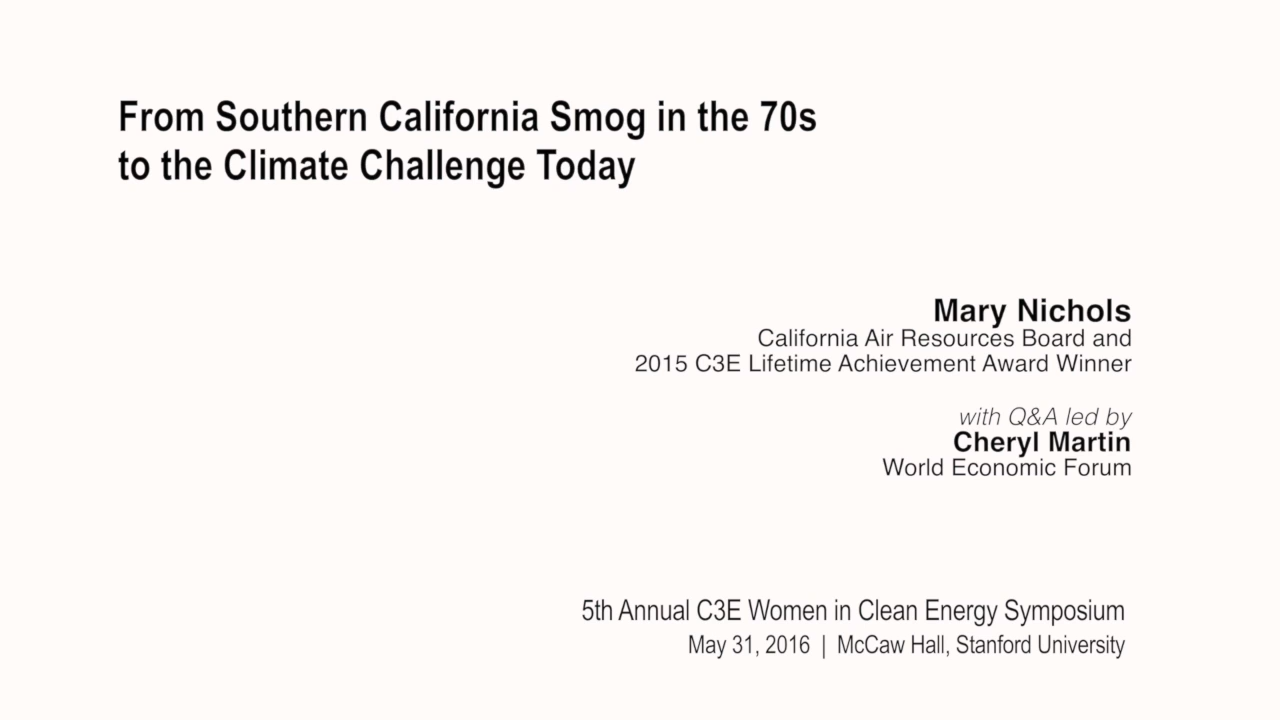 From Southern California Smog in the 70s
to the Climate Challenge Today
Mary Nichols
California Air Resources Board and
2015 C3E Lifetime Achievement Award Winner
with Q&A led by
Cheryl Martin
World Economic Forum
5th Annual C3E Women in Clean Energy Symposium
May 31, 2016 | McCaw Hall, Stanford University